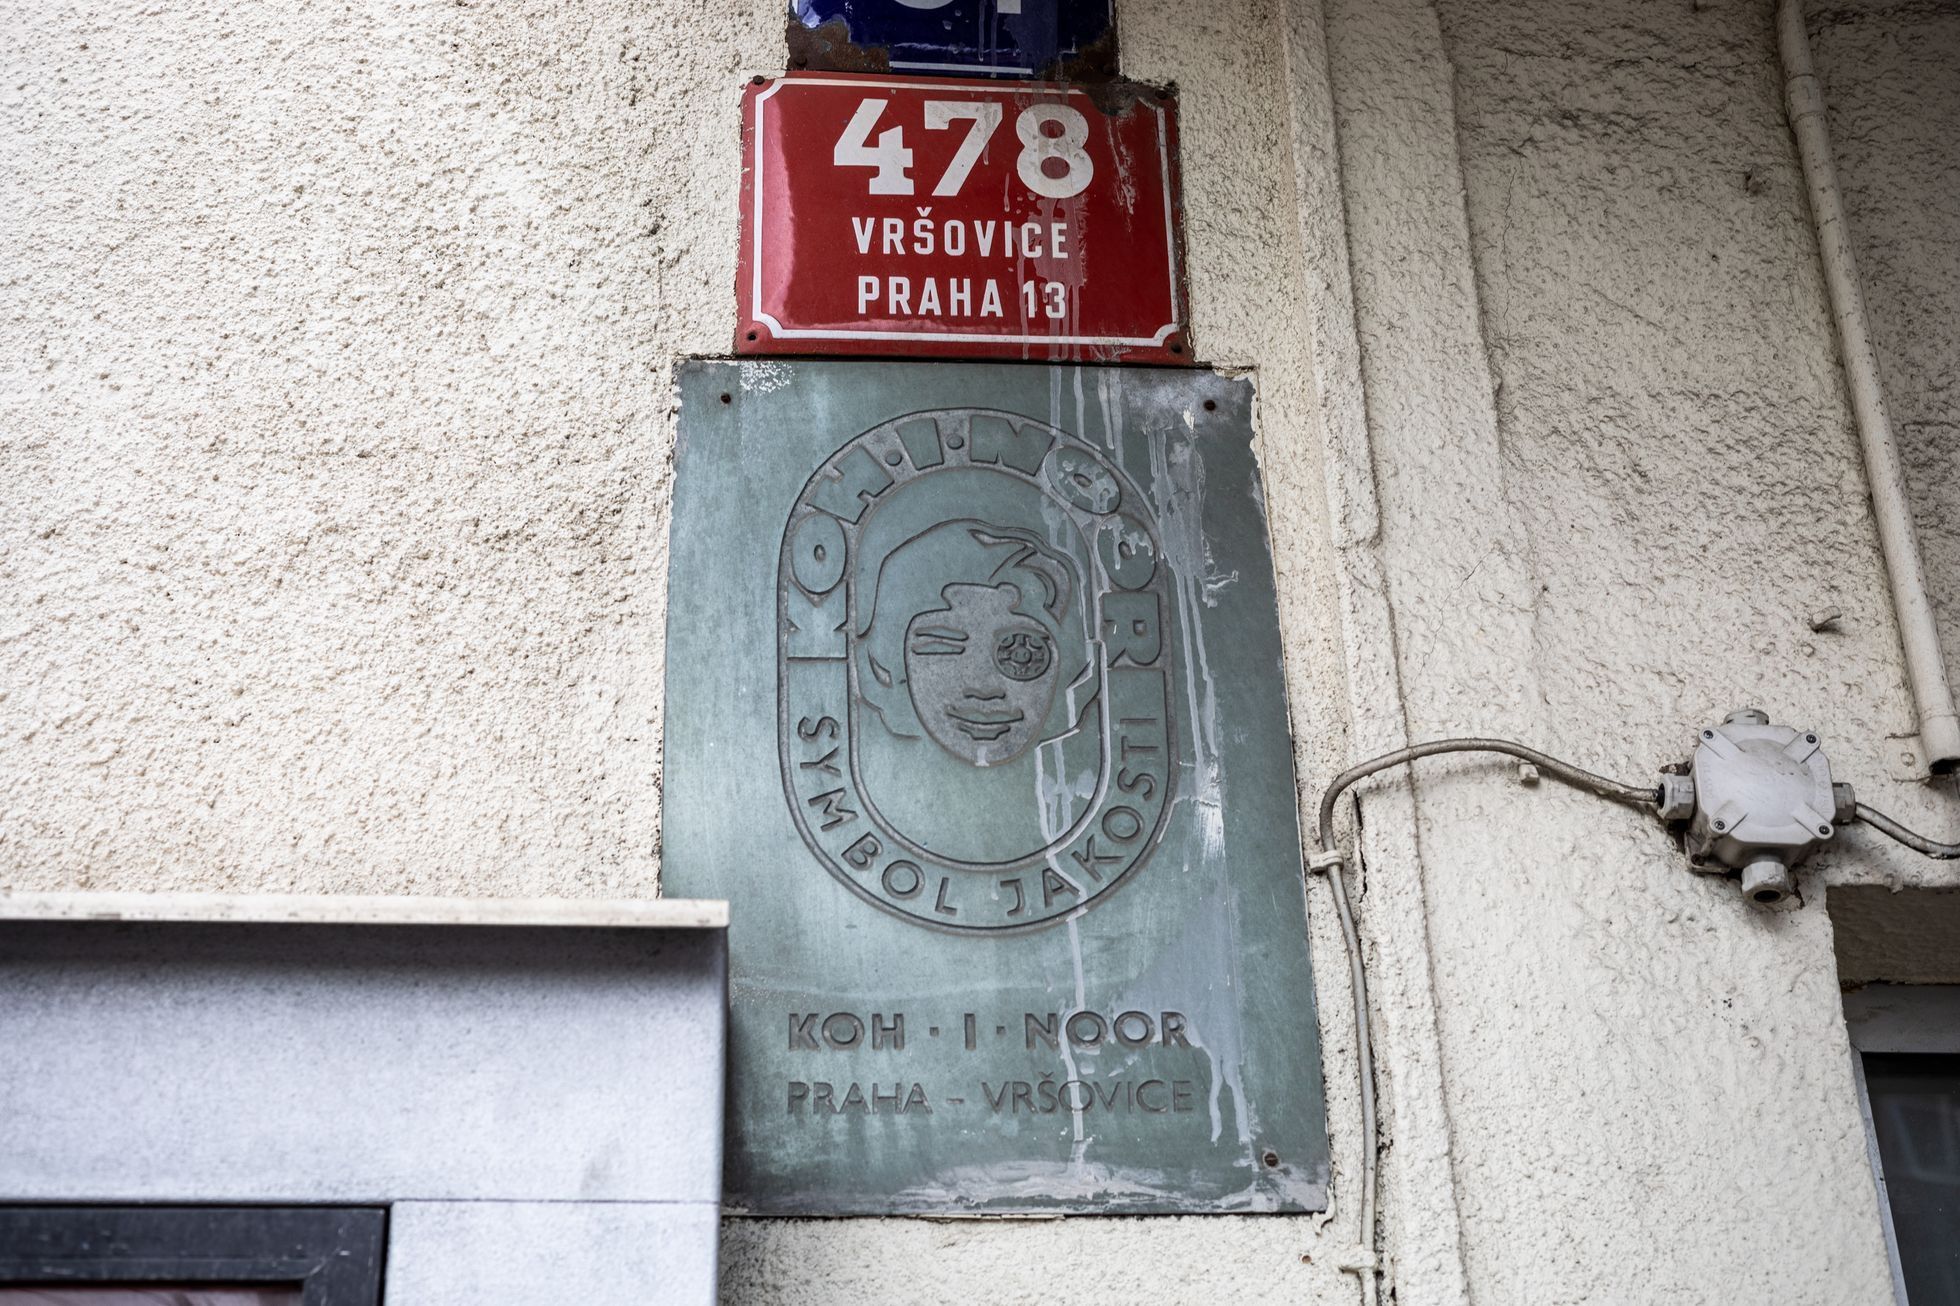 478
VRŠOVICE
PRAHA 13
KOH·I·NOOR
SYMBOL JAKOSTI
KOH · I · NOOR
PRAHA – VRŠOVICE